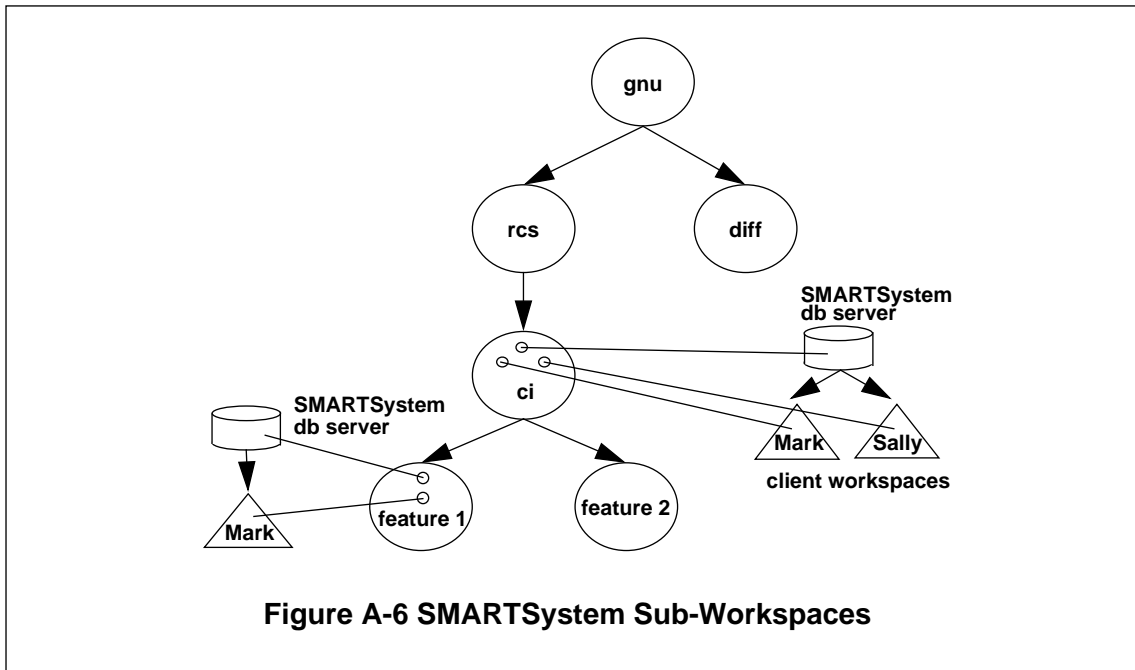 gnu
rcs
diff
SMARTSystem
db server
ci
SMARTSystem
db server
Mark
Sally
client workspaces
feature 1
feature 2
Mark
Figure A-6 SMARTSystem Sub-Workspaces